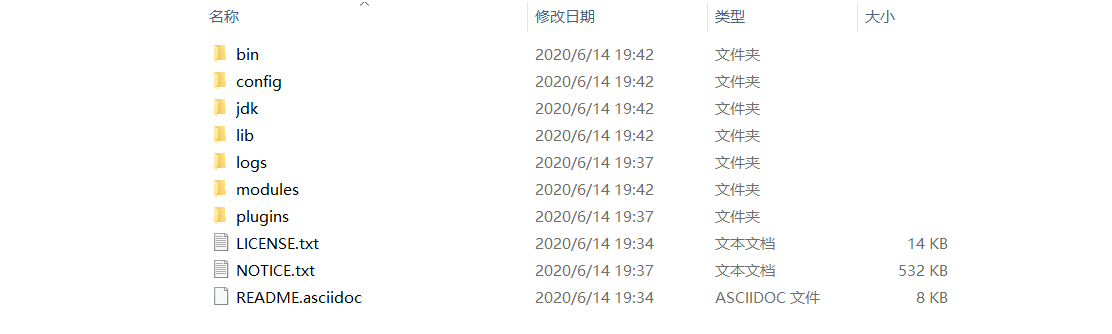 名称 修改日期 类型 大小
bin 2020/6/14 19:42 文件夹
config 2020/6/14 19:42 文件夹
jdk 2020/6/14 19:42 文件夹
lib 2020/6/14 19:42 文件夹
logs 2020/6/14 19:37 文件夹
modules 2020/6/14 19:42 文件夹
plugins 2020/6/14 19:37 文件夹
LICENSE.txt 2020/6/14 19:34 文本文档 14 KB
NOTICE.txt 2020/6/14 19:37 文本文档 532 KB
README.asciidoc 2020/6/14 19:34 ASCIIDOC 文件 8 KB